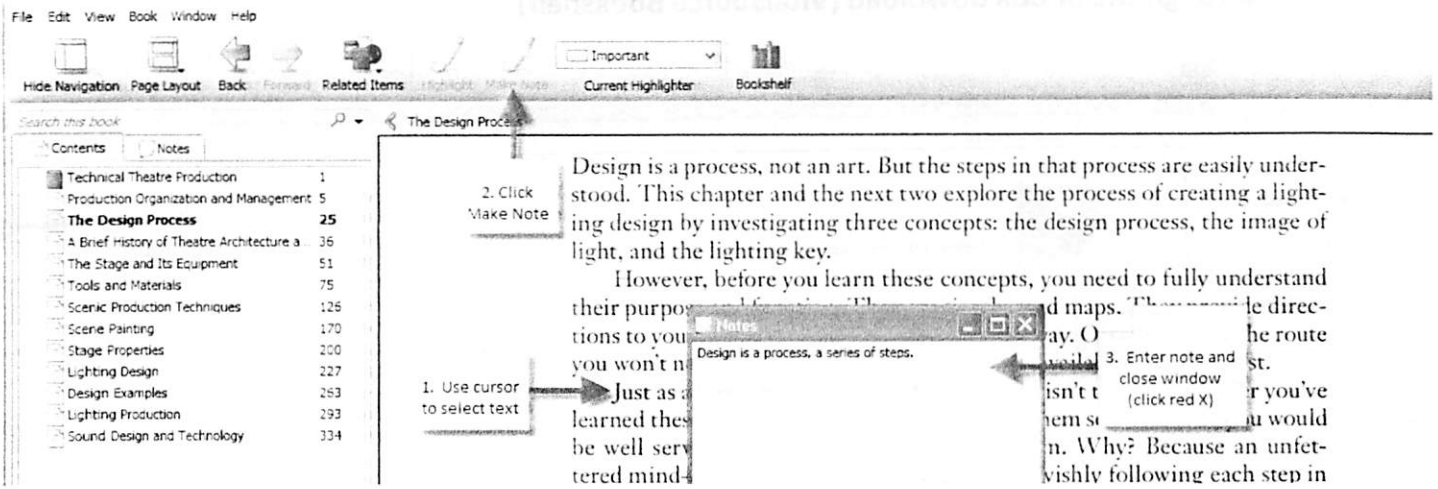 File Edit View Book Window Help
Important
Hide Navigation Page Layout Back Forward Related Items Highlight Make Note Current Highlighter Bookshelf
Search this book
The Design Process
Contents Notes
Technical Theatre Production 1
Production Organization and Management 5
The Design Process 25
A Brief History of Theatre Architecture a... 36
The Stage and Its Equipment 51
Tools and Materials 75
Scenic Production Techniques 126
Scene Painting 170
Stage Properties 200
Lighting Design 227
Design Examples 263
Lighting Production 293
Sound Design and Technology 334
2. Click
Make Note
Design is a process, not an art. But the steps in that process are easily under-
stood. This chapter and the next two explore the process of creating a light-
ing design by investigating three concepts: the design process, the image of
light, and the lighting key.
However, before you learn these concepts, you need to fully understand
their purpo
d maps.
le direc-
tions to you
ay. O
he route
you won't n
st.
Just as a
isn't t
r you've
learned thes
u would
be well serv
n. Why? Because an unfet-
tered mind-
vishly following each step in
Notes
Design is a process, a series of steps.
1. Use cursor
to select text
3. Enter note and
close window
(click red X)